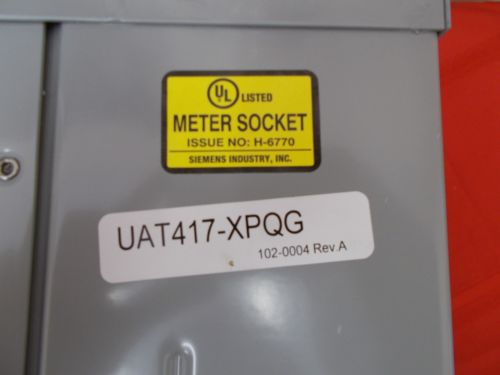 UL LISTED
METER SOCKET
ISSUE NO: H-6770
SIEMENS INDUSTRY, INC.
UAT417-XPQG
102-0004 Rev.A